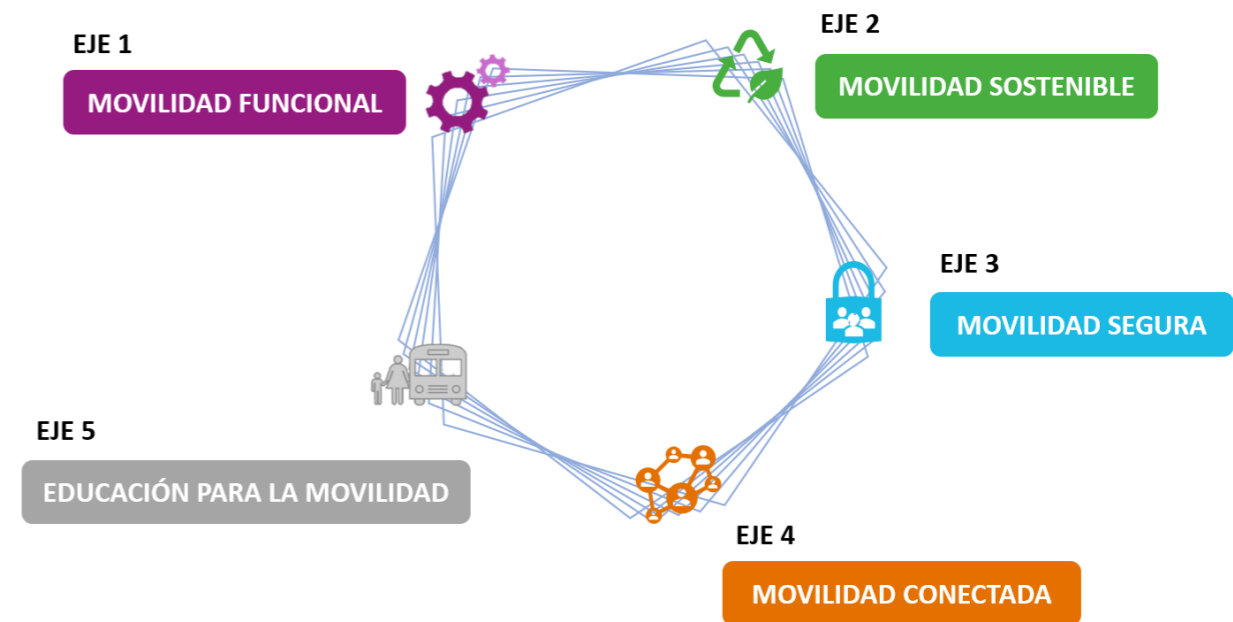 EJE 1
MOVILIDAD FUNCIONAL
EJE 2
MOVILIDAD SOSTENIBLE
EJE 3
MOVILIDAD SEGURA
EJE 4
MOVILIDAD CONECTADA
EJE 5
EDUCACIÓN PARA LA MOVILIDAD